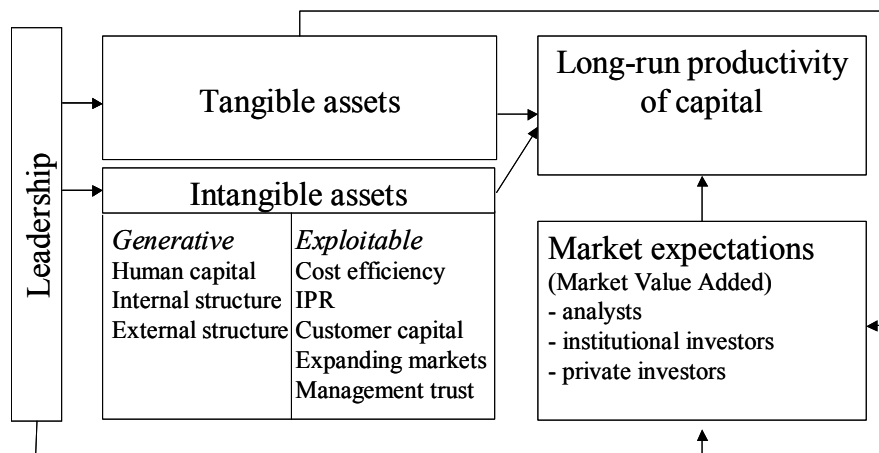 Leadership
Tangible assets
Long-run productivity
of capital
Intangible assets
Generative
Human capital
Internal structure
External structure
Exploitable
Cost efficiency
IPR
Customer capital
Expanding markets
Management trust
Market expectations
(Market Value Added)
- analysts
- institutional investors
- private investors